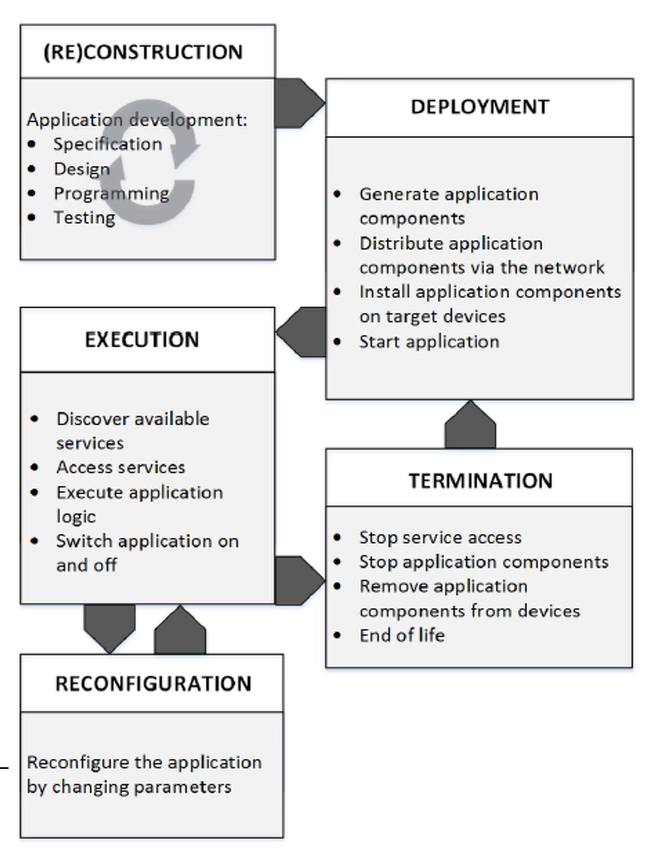 (RE)CONSTRUCTION
Application development:
• Specification
• Design
• Programming
• Testing
DEPLOYMENT
• Generate application
components
• Distribute application
components via the network
• Install application components
on target devices
• Start application
EXECUTION
• Discover available
services
• Access services
• Execute application
logic
• Switch application on
and off
TERMINATION
• Stop service access
• Stop application components
• Remove application
components from devices
• End of life
RECONFIGURATION
Reconfigure the application
by changing parameters